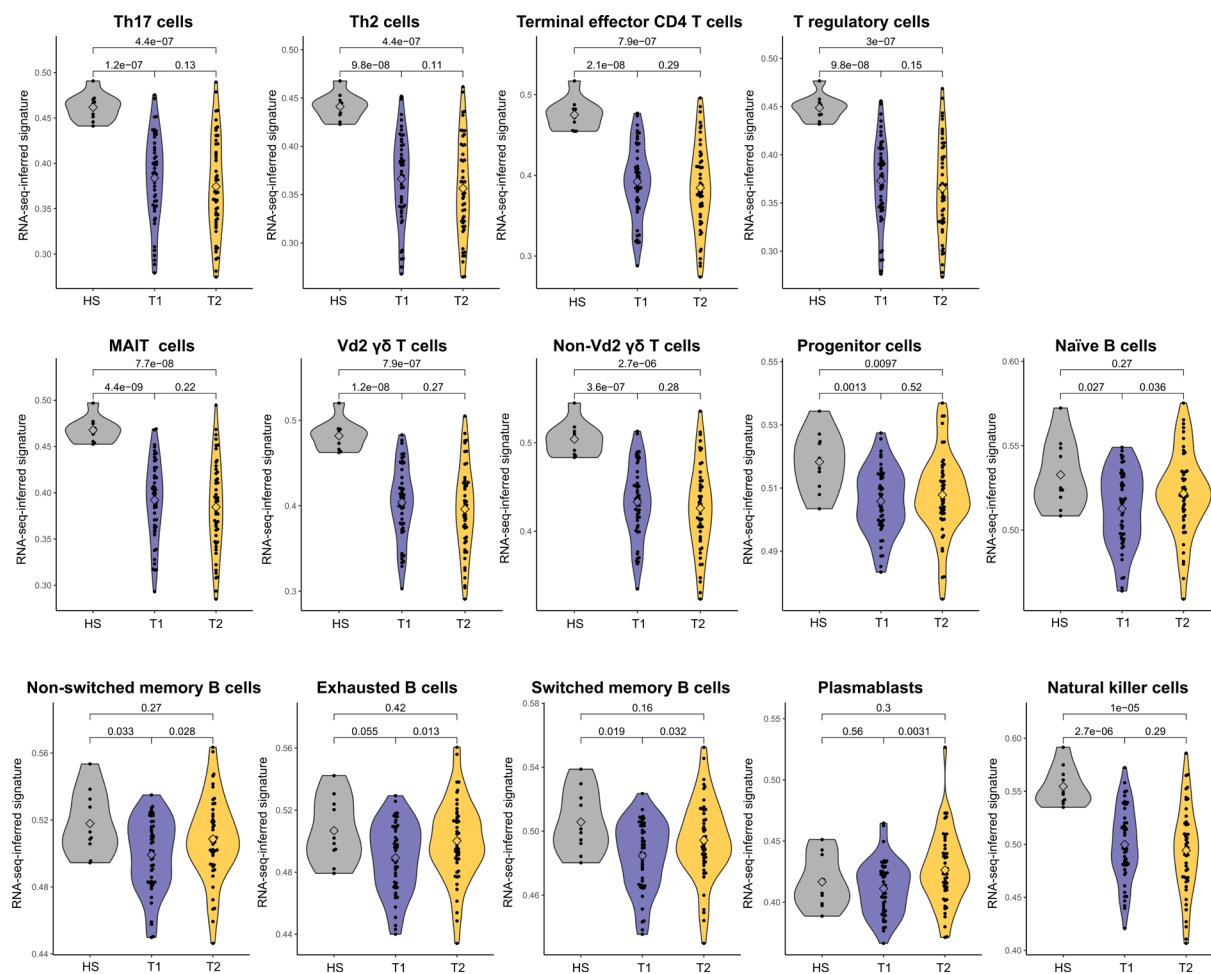 Th17 cells
4.4e−07
1.2e−07 0.13
RNA-seq-inferred signature
0.50
0.45
0.40
0.35
0.30
HS T1 T2
Th2 cells
4.4e−07
9.8e−08 0.11
RNA-seq-inferred signature
0.50
0.45
0.40
0.35
0.30
HS T1 T2
Terminal effector CD4 T cells
7.9e−07
2.1e−08 0.29
RNA-seq-inferred signature
0.5
0.4
0.3
HS T1 T2
T regulatory cells
3e−07
9.8e−08 0.15
RNA-seq-inferred signature
0.50
0.45
0.40
0.35
0.30
HS T1 T2
MAIT cells
7.7e−08
4.4e−09 0.22
RNA-seq-inferred signature
0.50
0.45
0.40
0.35
0.30
HS T1 T2
Vd2 γδ T cells
7.9e−07
1.2e−08 0.27
RNA-seq-inferred signature
0.5
0.4
0.3
HS T1 T2
Non-Vd2 γδ T cells
2.7e−06
3.6e−07 0.28
RNA-seq-inferred signature
0.5
0.4
HS T1 T2
Progenitor cells
0.0097
0.0013 0.52
RNA-seq-inferred signature
0.55
0.53
0.51
0.49
HS T1 T2
Naïve B cells
0.27
0.027 0.036
RNA-seq-inferred signature
0.60
0.55
0.50
HS T1 T2
Non-switched memory B cells
0.27
0.033 0.028
RNA-seq-inferred signature
0.56
0.52
0.48
0.44
HS T1 T2
Exhausted B cells
0.42
0.055 0.013
RNA-seq-inferred signature
0.56
0.52
0.48
0.44
HS T1 T2
Switched memory B cells
0.16
0.019 0.032
RNA-seq-inferred signature
0.58
0.54
0.50
0.46
HS T1 T2
Plasmablasts
0.3
0.56 0.0031
RNA-seq-inferred signature
0.55
0.50
0.45
0.40
HS T1 T2
Natural killer cells
1e−05
2.7e−06 0.29
RNA-seq-inferred signature
0.60
0.55
0.50
0.45
0.40
HS T1 T2